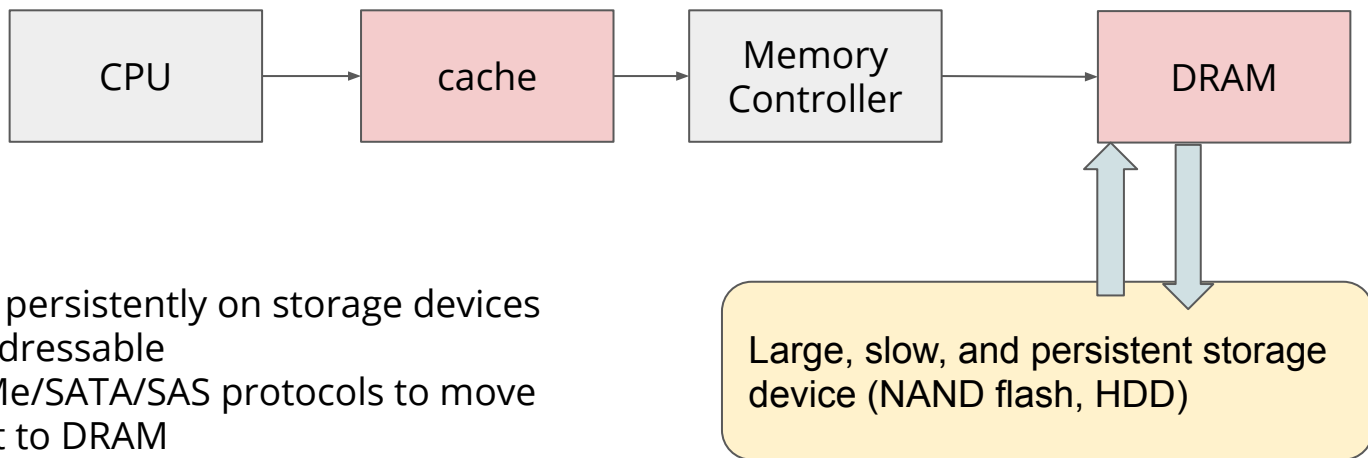 CPU
cache
Memory
Controller
DRAM
persistently on storage devices
dressable
Me/SATA/SAS protocols to move
t to DRAM
Large, slow, and persistent storage
device (NAND flash, HDD)